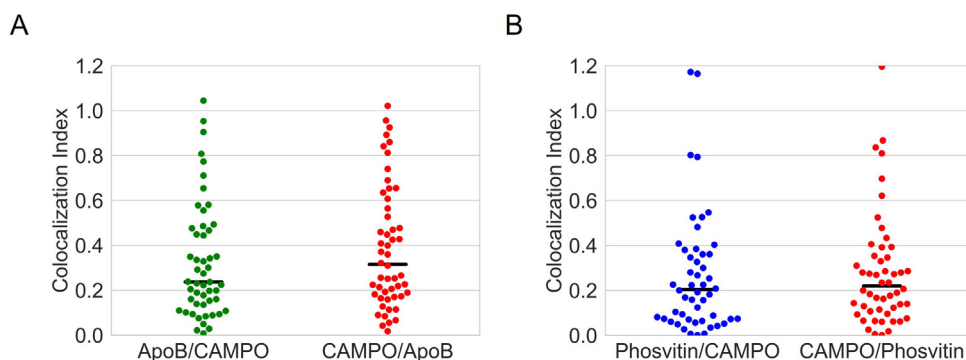 A
B
Colocalization Index
1.2
1.0
0.8
0.6
0.4
0.2
0.0
ApoB/CAMPO
CAMPO/ApoB
Colocalization Index
1.2
1.0
0.8
0.6
0.4
0.2
0.0
Phosvitin/CAMPO
CAMPO/Phosvitin